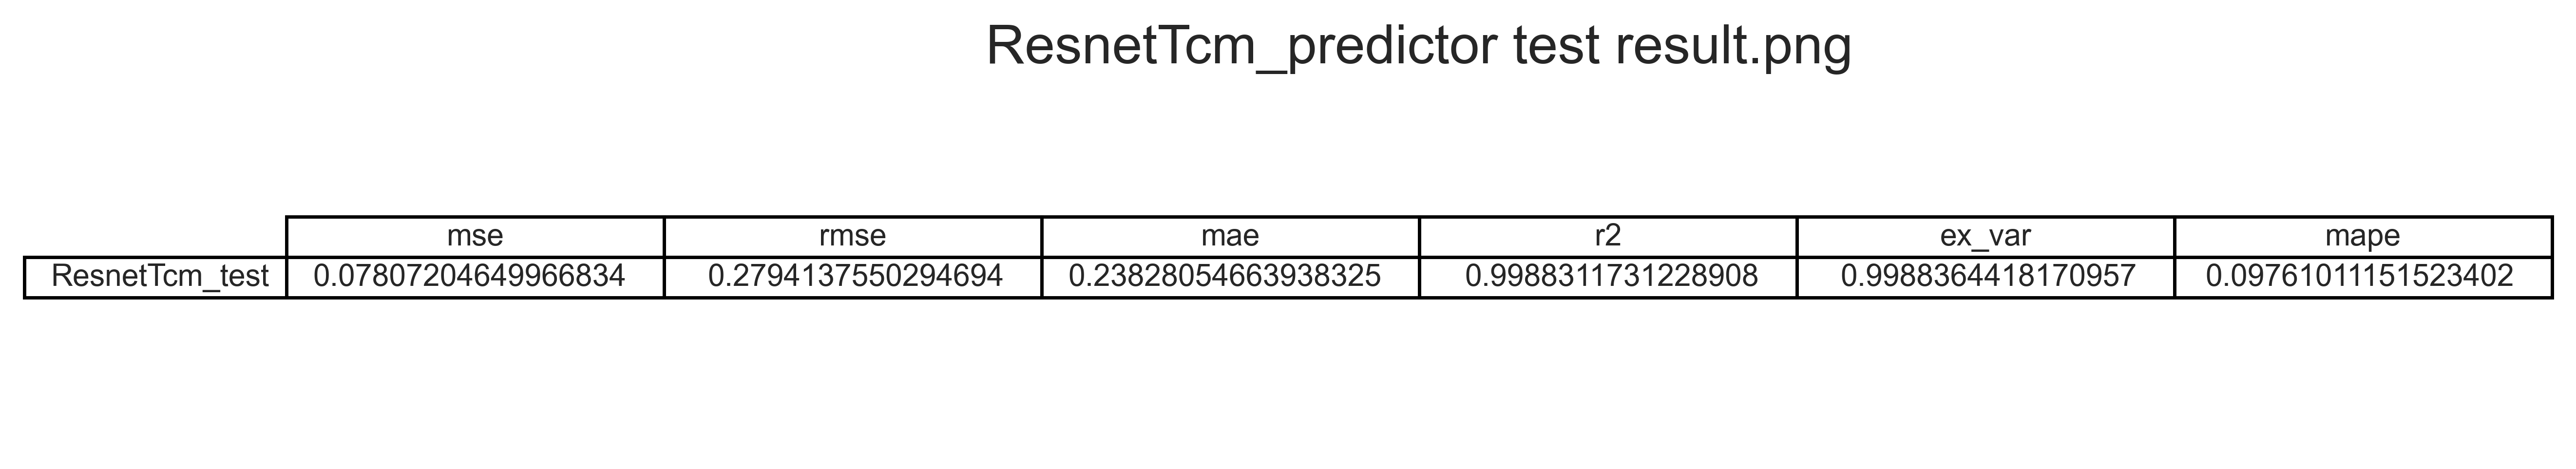 ResnetTcm_predictor test result.png
mse rmse mae r2 ex_var mape
ResnetTcm_test 0.07807204649966834 0.2794137550294694 0.23828054663938325 0.9988311731228908 0.9988364418170957 0.09761011151523402